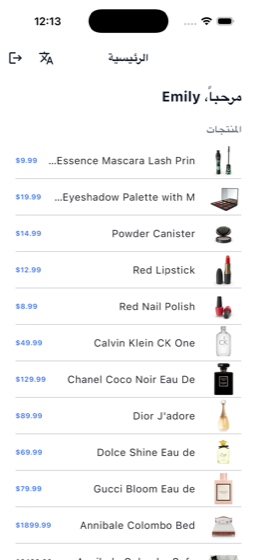 12:13
الرئيسية
مرحباً، Emily
المنتجات
Essence Mascara Lash Prin...
$9.99
Eyeshadow Palette with M...
$19.99
Powder Canister
$14.99
Red Lipstick
$12.99
Red Nail Polish
$8.99
Calvin Klein CK One
$49.99
Chanel Coco Noir Eau De
$129.99
Dior J'adore
$89.99
Dolce Shine Eau de
$69.99
Gucci Bloom Eau de
$79.99
Annibale Colombo Bed
$1899.99